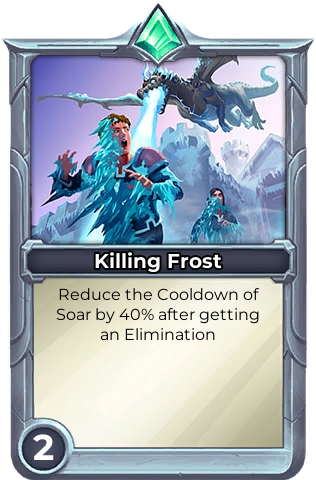 Killing Frost
Reduce the Cooldown of
Soar by 40% after getting
an Elimination
2